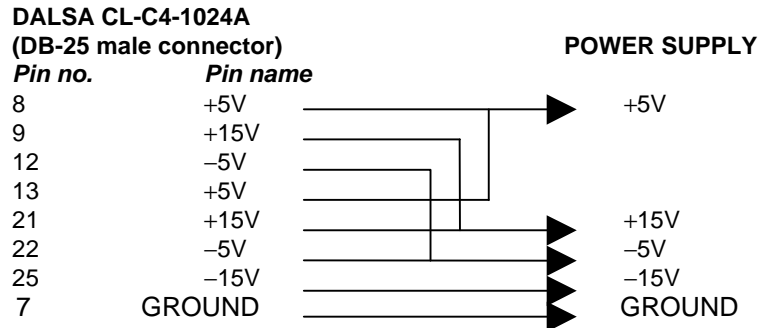 DALSA CL-C4-1024A
(DB-25 male connector) POWER SUPPLY
Pin no. Pin name
8 +5V +5V
9 +15V
12 −5V
13 +5V
21 +15V +15V
22 −5V −5V
25 −15V −15V
7 GROUND GROUND